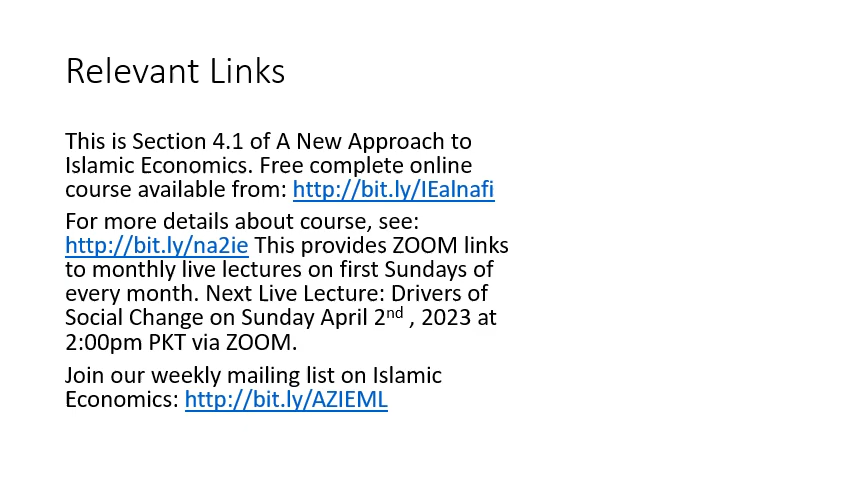 Relevant Links
This is Section 4.1 of A New Approach to
Islamic Economics. Free complete online
course available from: http://bit.ly/IEalnafi
For more details about course, see:
http://bit.ly/na2ie This provides ZOOM links
to monthly live lectures on first Sundays of
every month. Next Live Lecture: Drivers of
Social Change on Sunday April 2nd , 2023 at
2:00pm PKT via ZOOM.
Join our weekly mailing list on Islamic
Economics: http://bit.ly/AZIEML